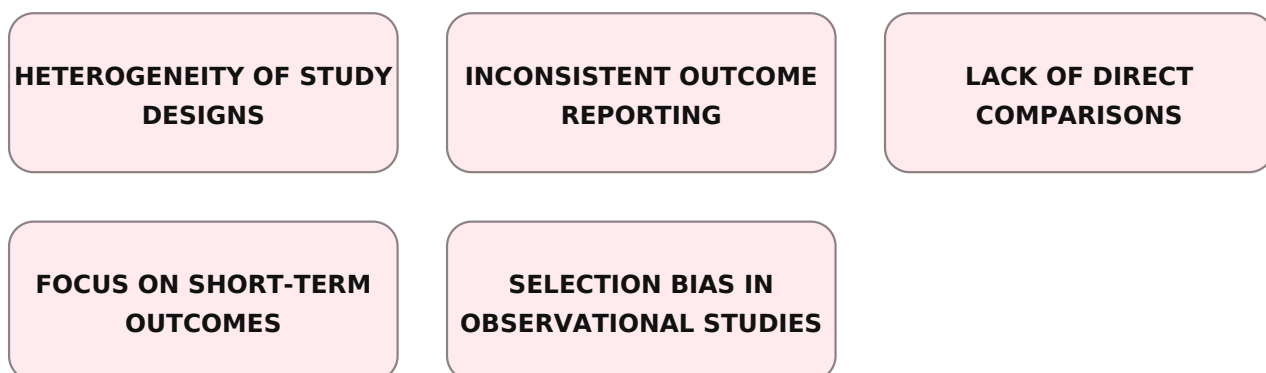 HETEROGENEITY OF STUDY
DESIGNS
INCONSISTENT OUTCOME
REPORTING
LACK OF DIRECT
COMPARISONS
FOCUS ON SHORT-TERM
OUTCOMES
SELECTION BIAS IN
OBSERVATIONAL STUDIES